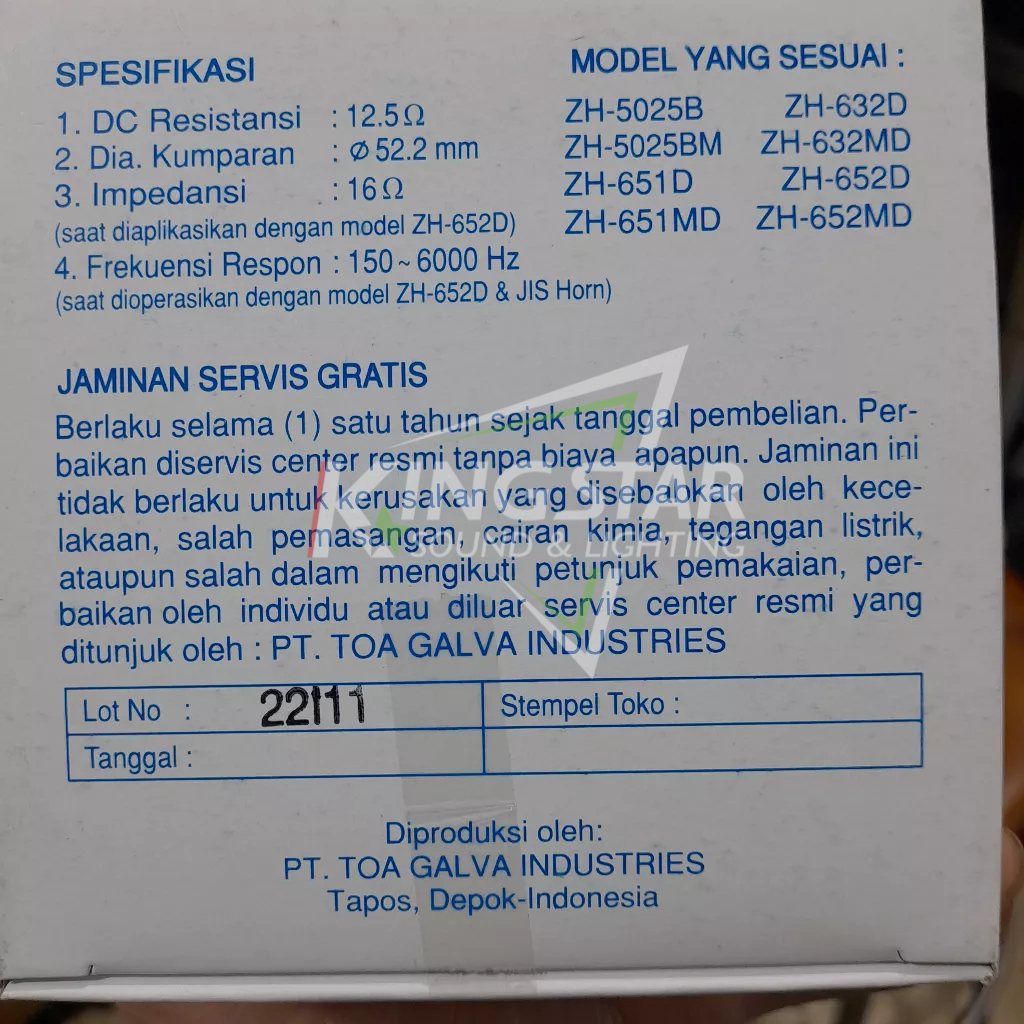 SPESIFIKASI
1. DC Resistansi : 12.5Ω
2. Dia. Kumparan : Ø 52.2 mm
3. Impedansi : 16Ω
(saat diaplikasikan dengan model ZH-652D)
4. Frekuensi Respon : 150 ~ 6000 Hz
(saat dioperasikan dengan model ZH-652D & JIS Horn)
MODEL YANG SESUAI :
ZH-5025B ZH-632D
ZH-5025BM ZH-632MD
ZH-651D ZH-652D
ZH-651MD ZH-652MD
JAMINAN SERVIS GRATIS
Berlaku selama (1) satu tahun sejak tanggal pembelian. Per-
baikan diservis center resmi tanpa biaya apapun. Jaminan ini
tidak berlaku untuk kerusakan yang disebabkan oleh kece-
lakaan, salah pemasangan, cairan kimia, tegangan listrik,
ataupun salah dalam mengikuti petunjuk pemakaian, per-
baikan oleh individu atau diluar servis center resmi yang
ditunjuk oleh : PT. TOA GALVA INDUSTRIES
KINGSTAR
SOUND & LIGHTING
Lot No : 22I11
Stempel Toko :
Tanggal :
Diproduksi oleh:
PT. TOA GALVA INDUSTRIES
Tapos, Depok-Indonesia